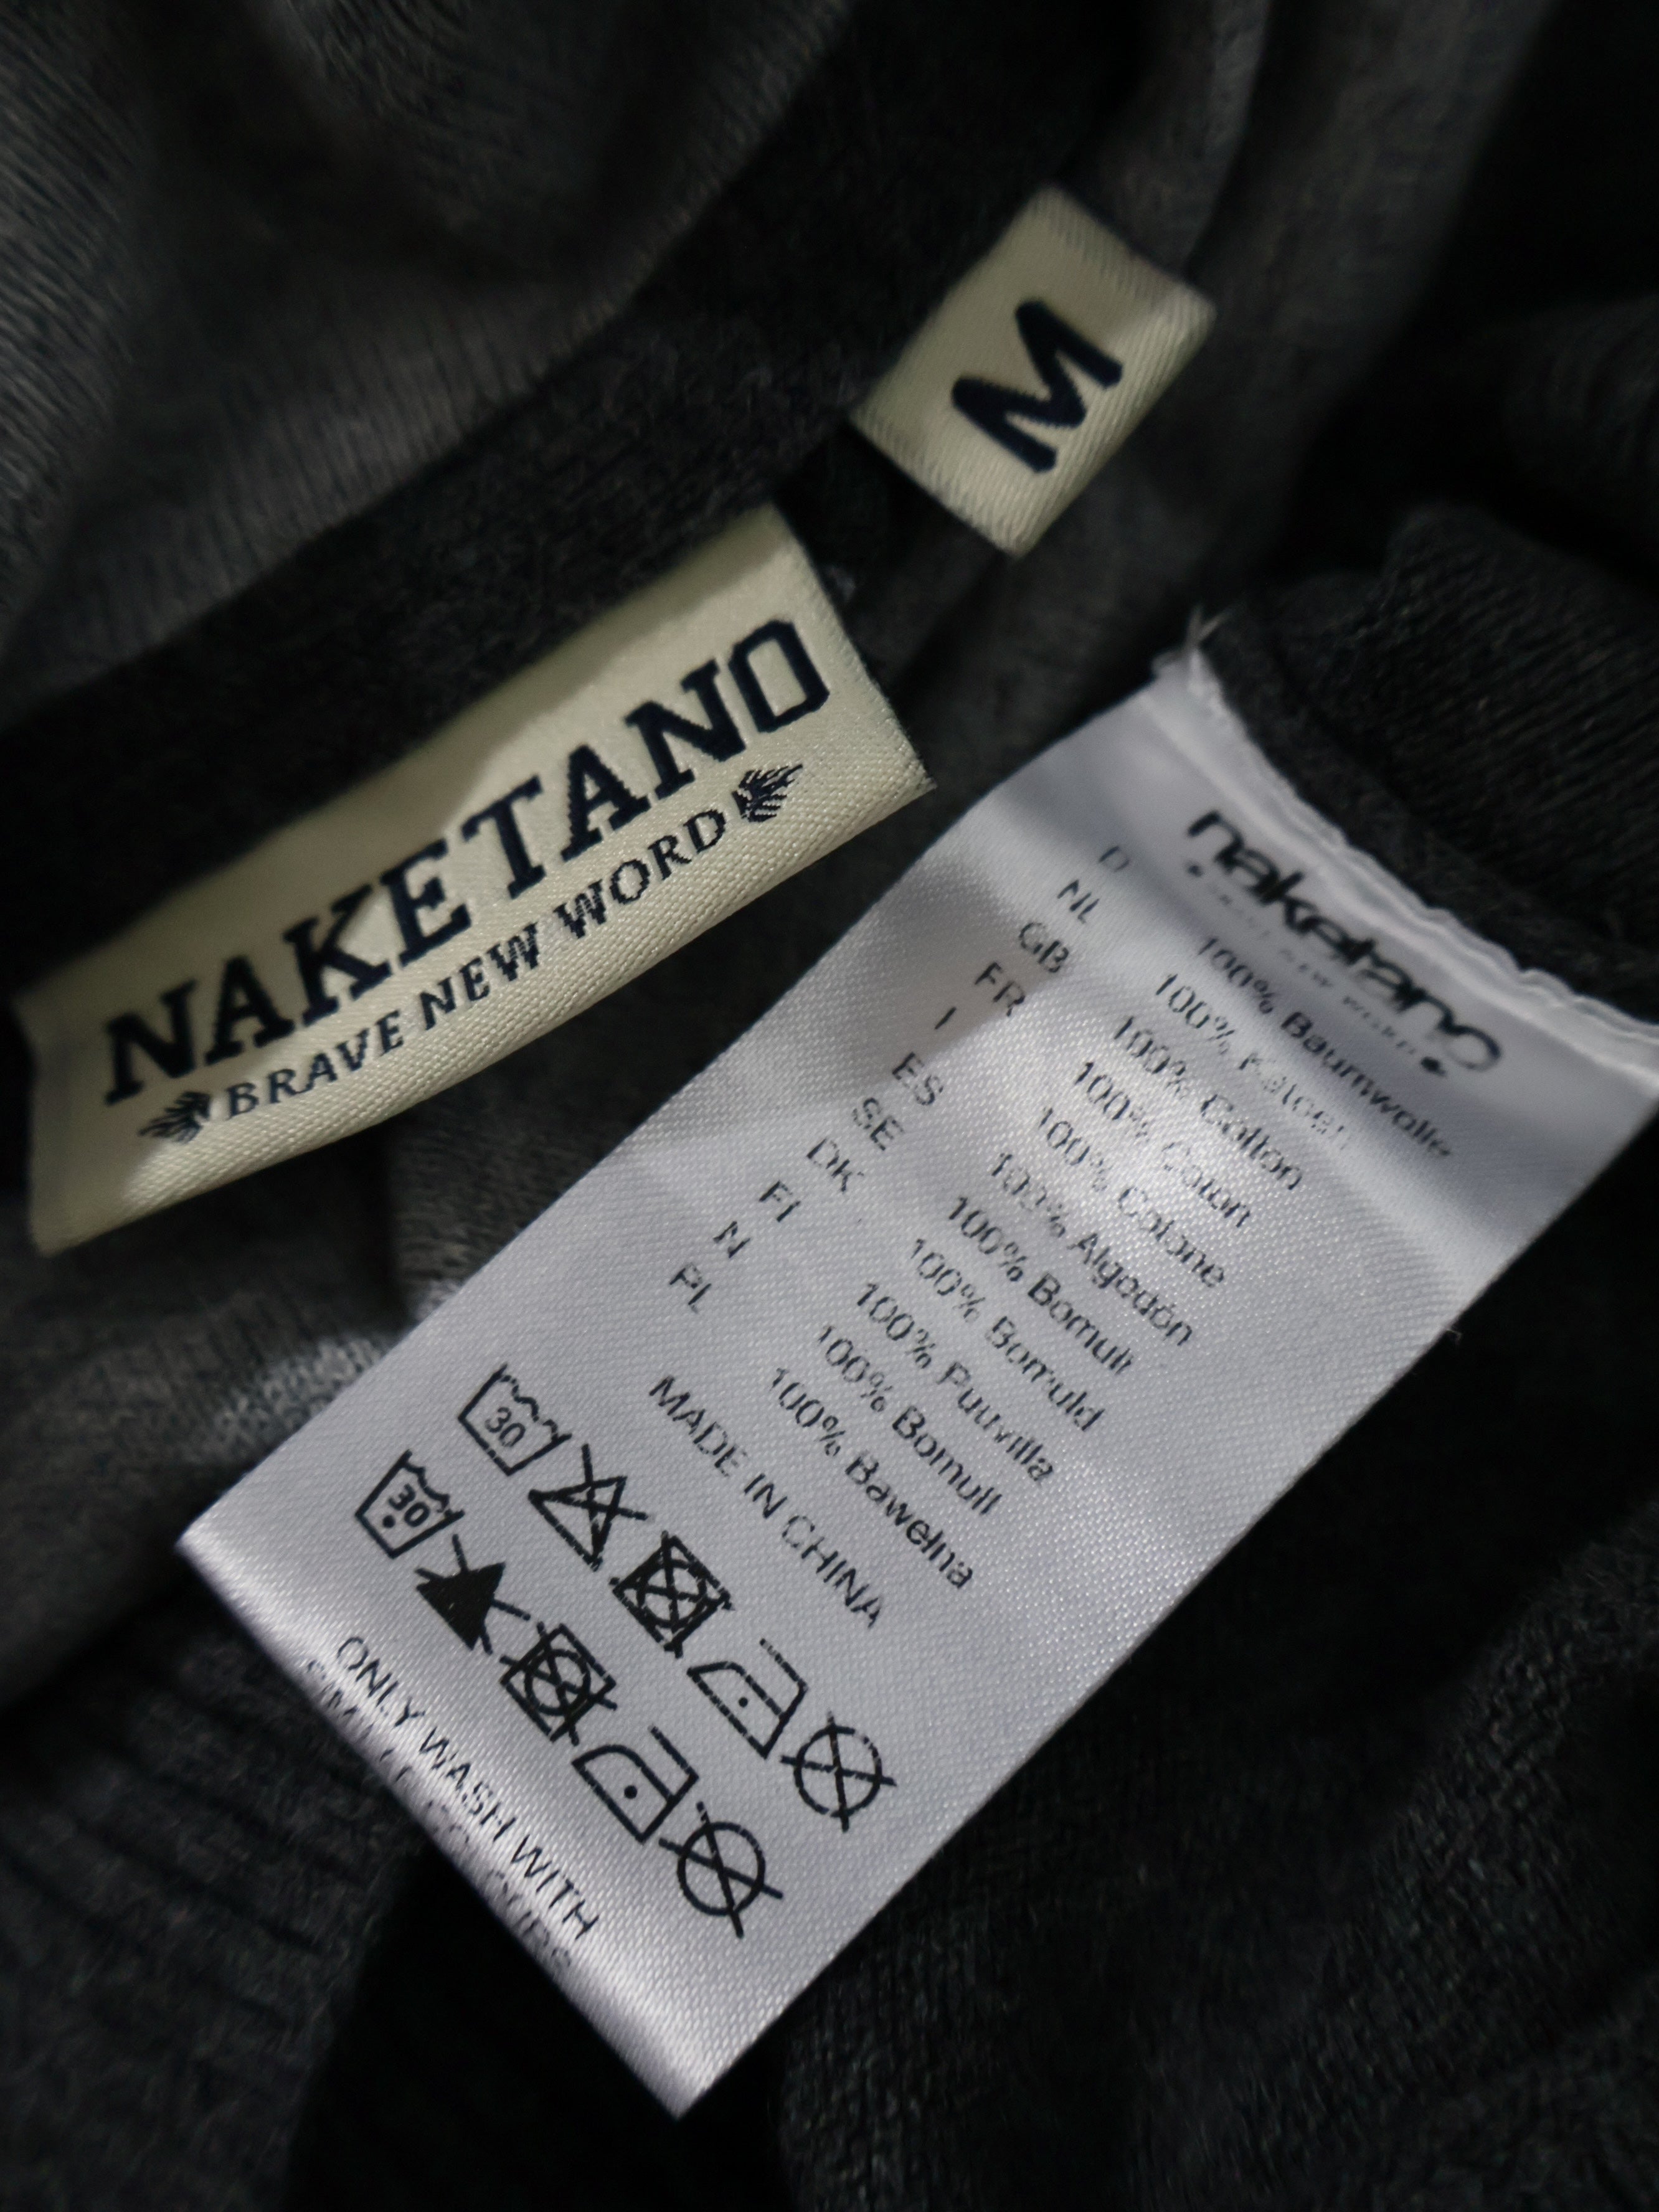 M
NAKETANO
BRAVE NEW WORD
naketano
D 100% Baumwolle
NL 100% Katoen
GB 100% Cotton
FR 100% Coton
I 100% Cotone
ES 100% Algodón
SE 100% Bomull
DK 100% Bomuld
FI 100% Puuvilla
N 100% Bomull
PL 100% Bawełna
MADE IN CHINA
30
30
ONLY WASH WITH